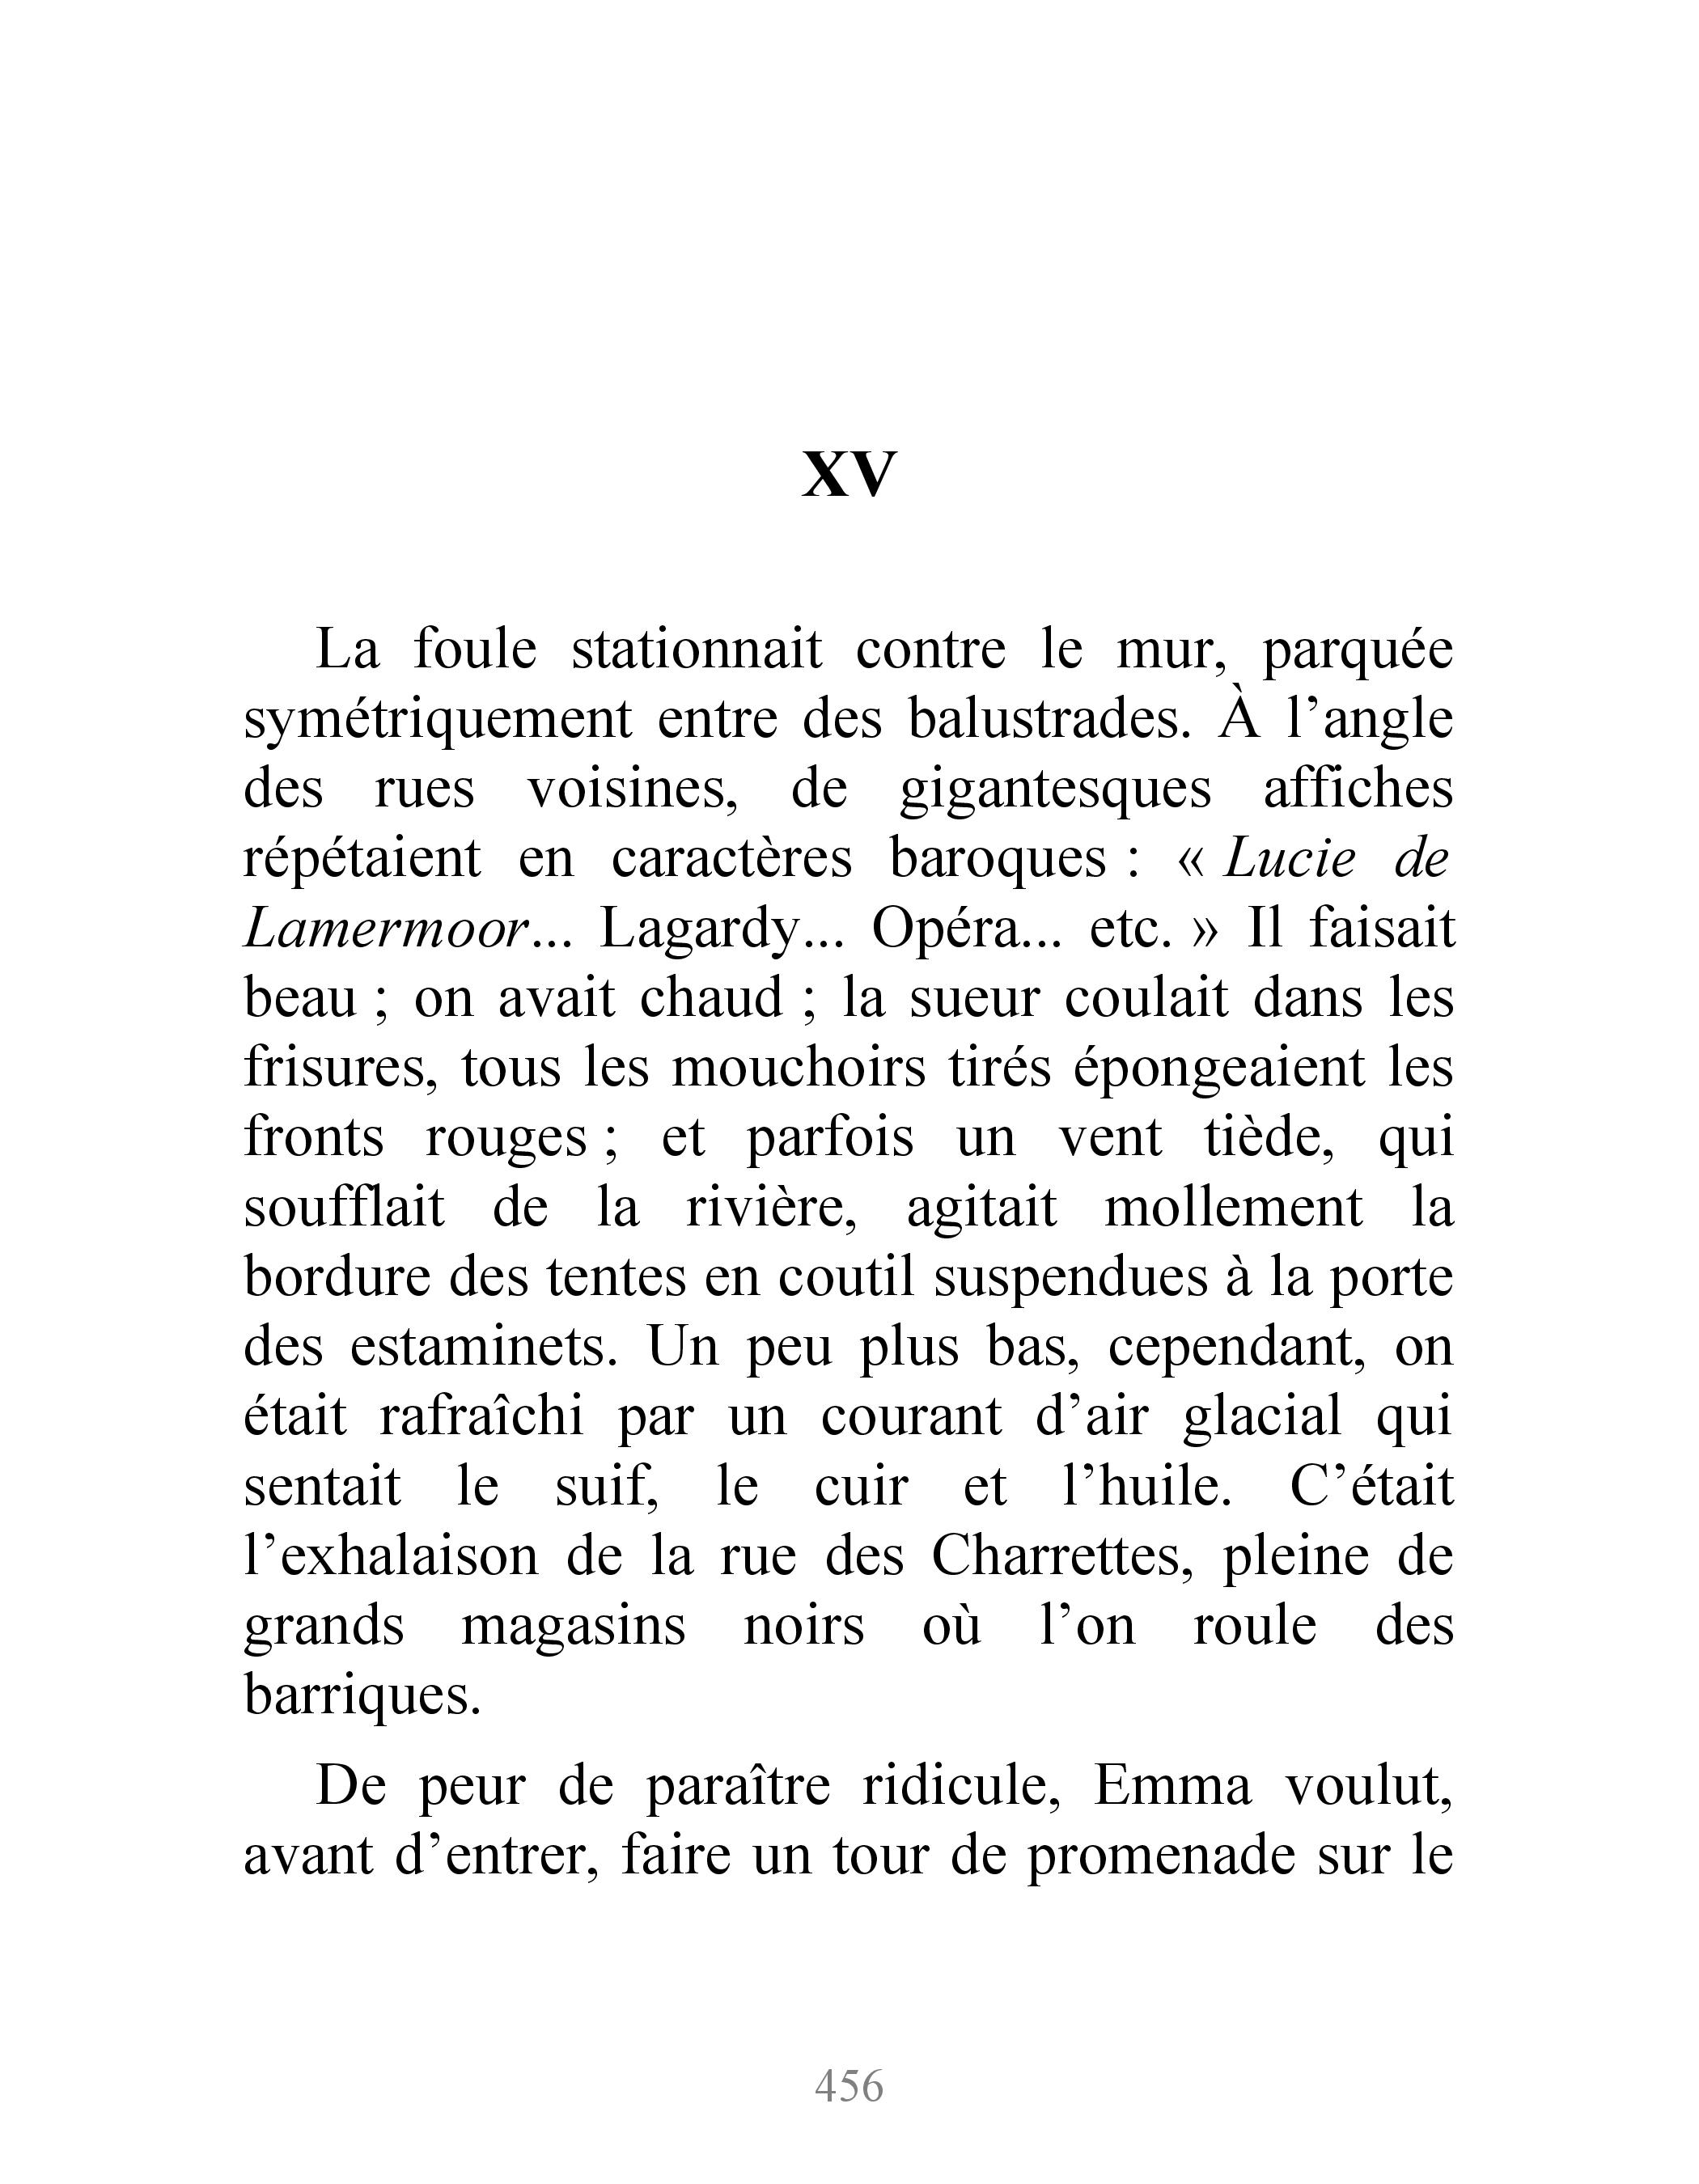 XV
La foule stationnait contre le mur, parquée
symétriquement entre des balustrades. À l’angle
des rues voisines, de gigantesques affiches
répétaient en caractères baroques : « Lucie de
Lamermoor... Lagardy... Opéra... etc. » Il faisait
beau ; on avait chaud ; la sueur coulait dans les
frisures, tous les mouchoirs tirés épongeaient les
fronts rouges ; et parfois un vent tiède, qui
soufflait de la rivière, agitait mollement la
bordure des tentes en coutil suspendues à la porte
des estaminets. Un peu plus bas, cependant, on
était rafraîchi par un courant d’air glacial qui
sentait le suif, le cuir et l’huile. C’était
l’exhalaison de la rue des Charrettes, pleine de
grands magasins noirs où l’on roule des
barriques.
De peur de paraître ridicule, Emma voulut,
avant d’entrer, faire un tour de promenade sur le
456